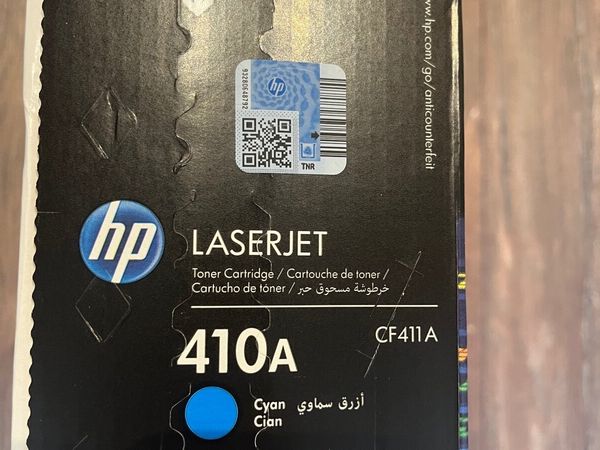 www.hp.com/go/anticounterfeit
93280648792
hp
TNR
hp
LASERJET
Toner Cartridge / Cartouche de toner /
Cartucho de tóner / خرطوشة مسحوق حبر
410A
CF411A
Cyan أزرق سماوي
Cian